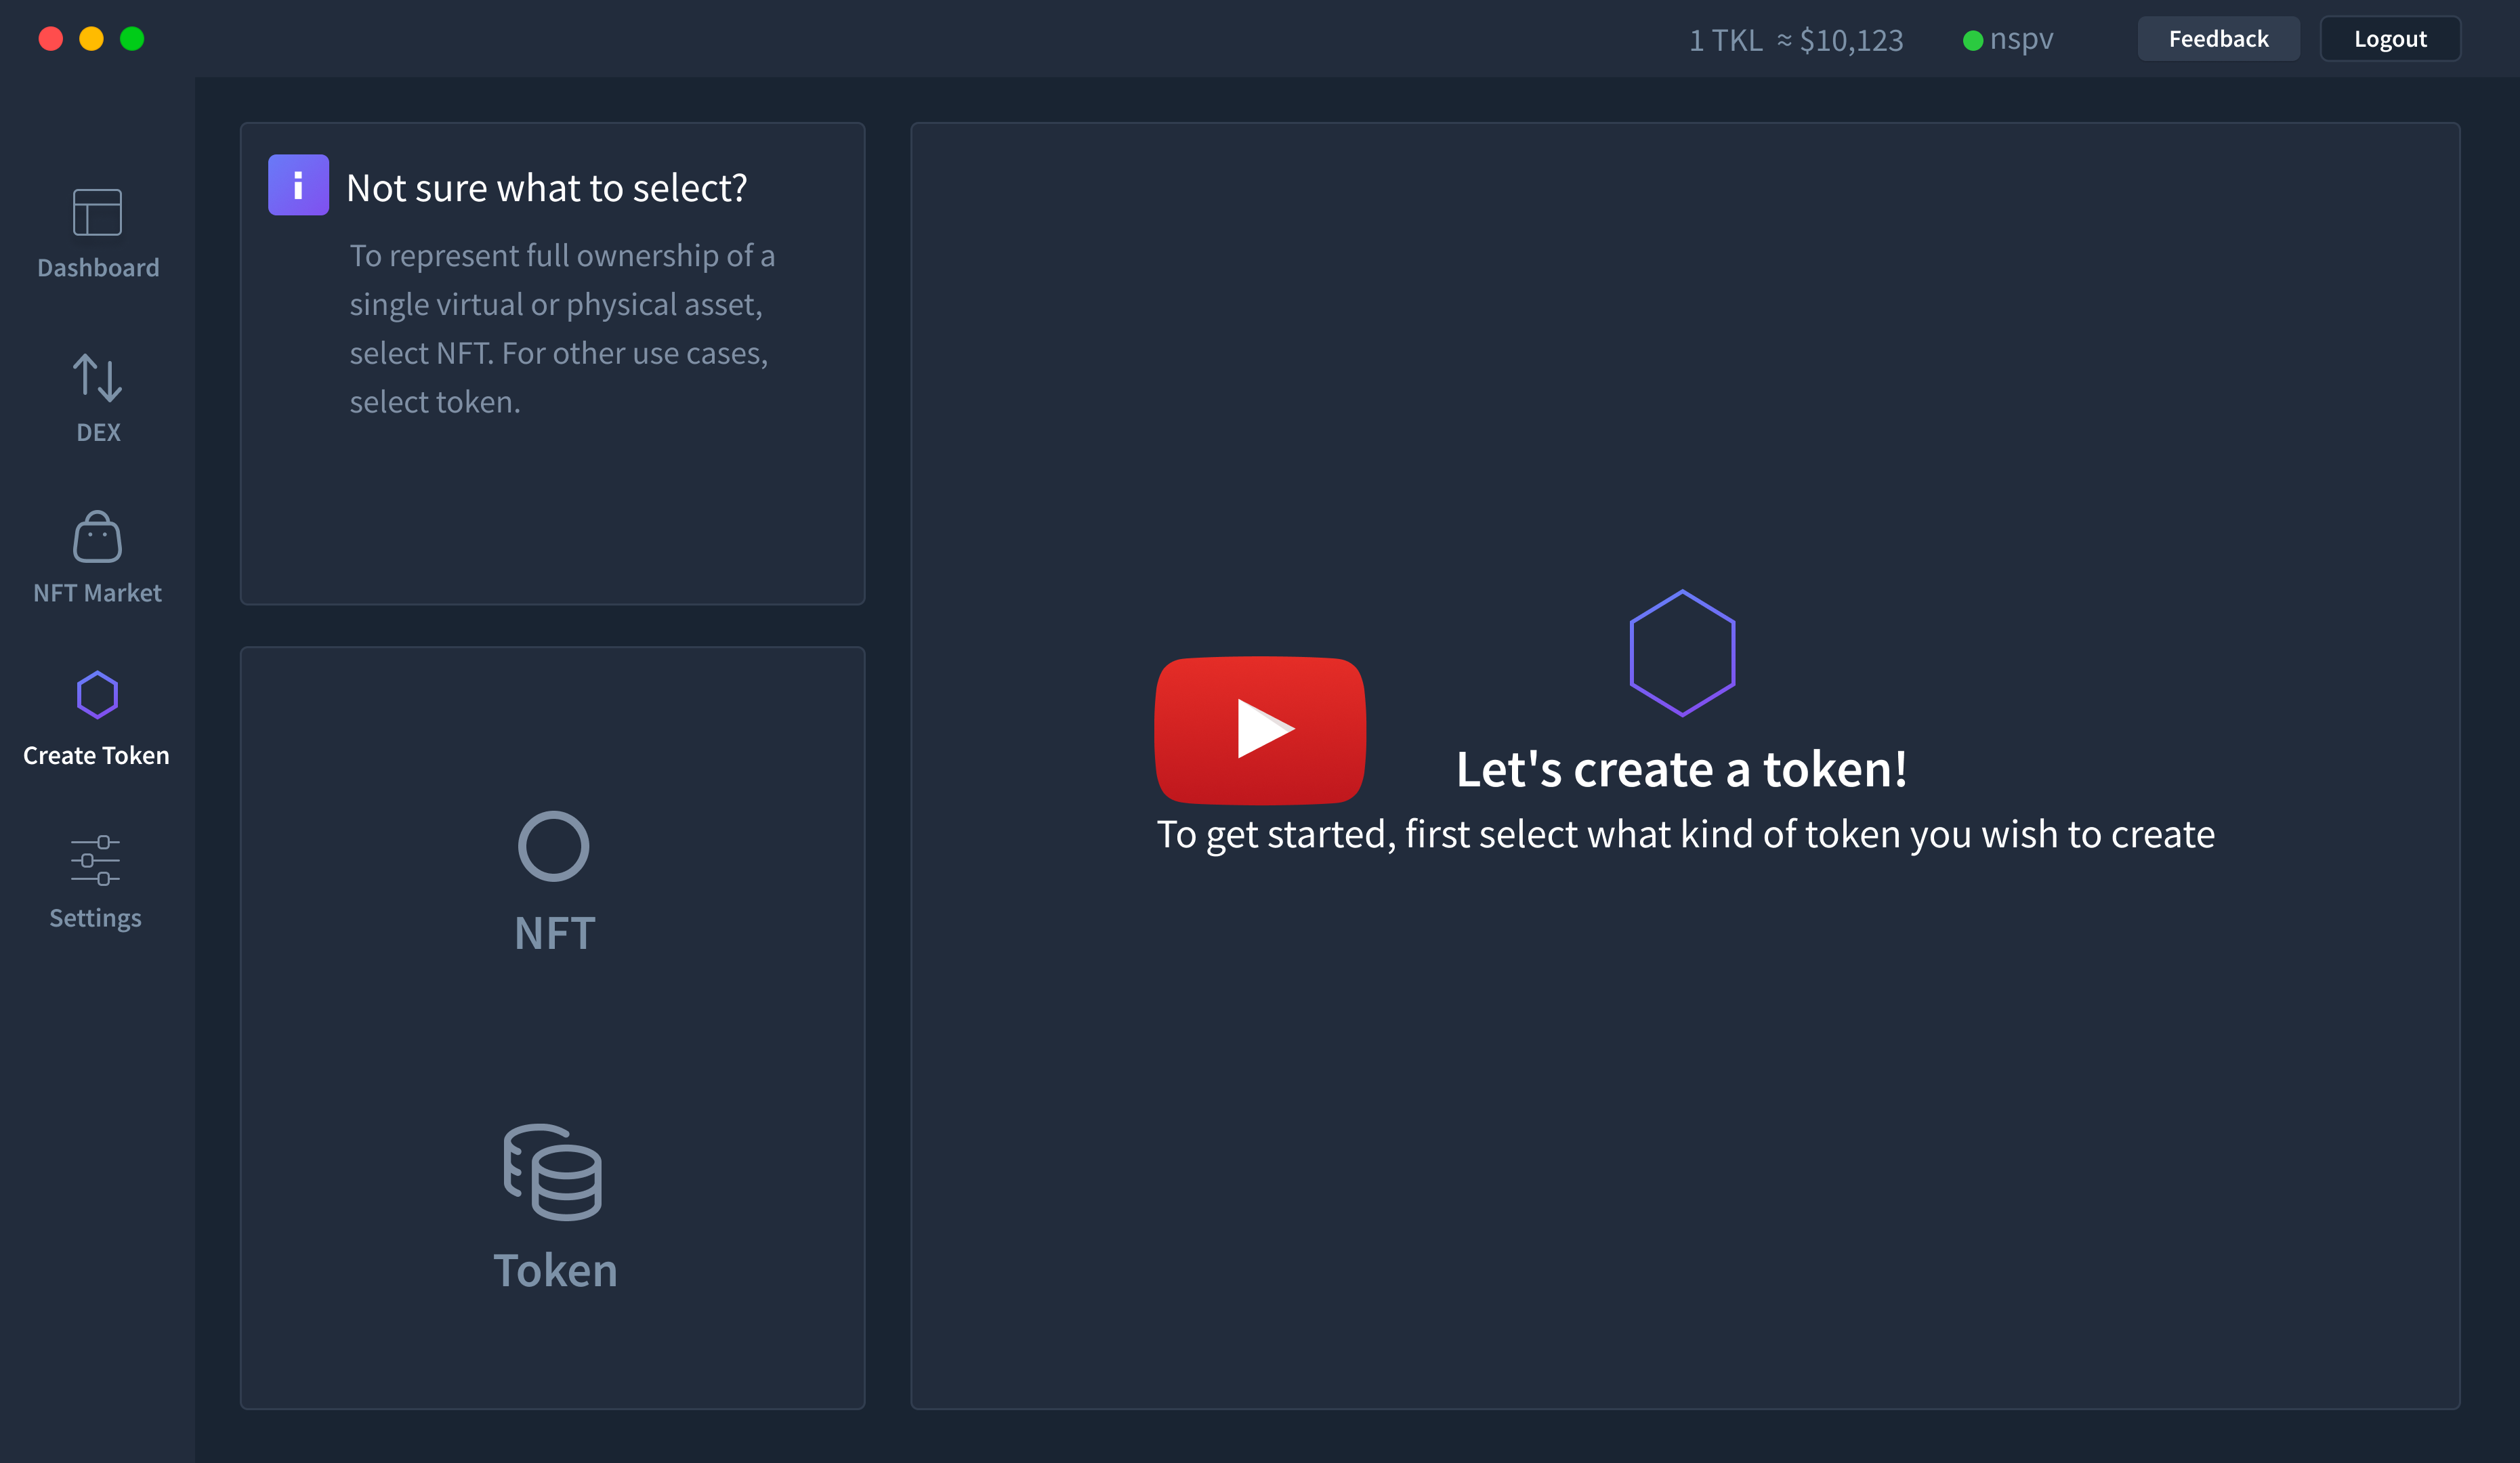 1 TKL ≈ $10,123
nspv
Feedback
Logout
Dashboard
DEX
NFT Market
Create Token
Settings
i
Not sure what to select?
To represent full ownership of a
single virtual or physical asset,
select NFT. For other use cases,
select token.
NFT
Token
Let's create a token!
To get started, first select what kind of token you wish to create